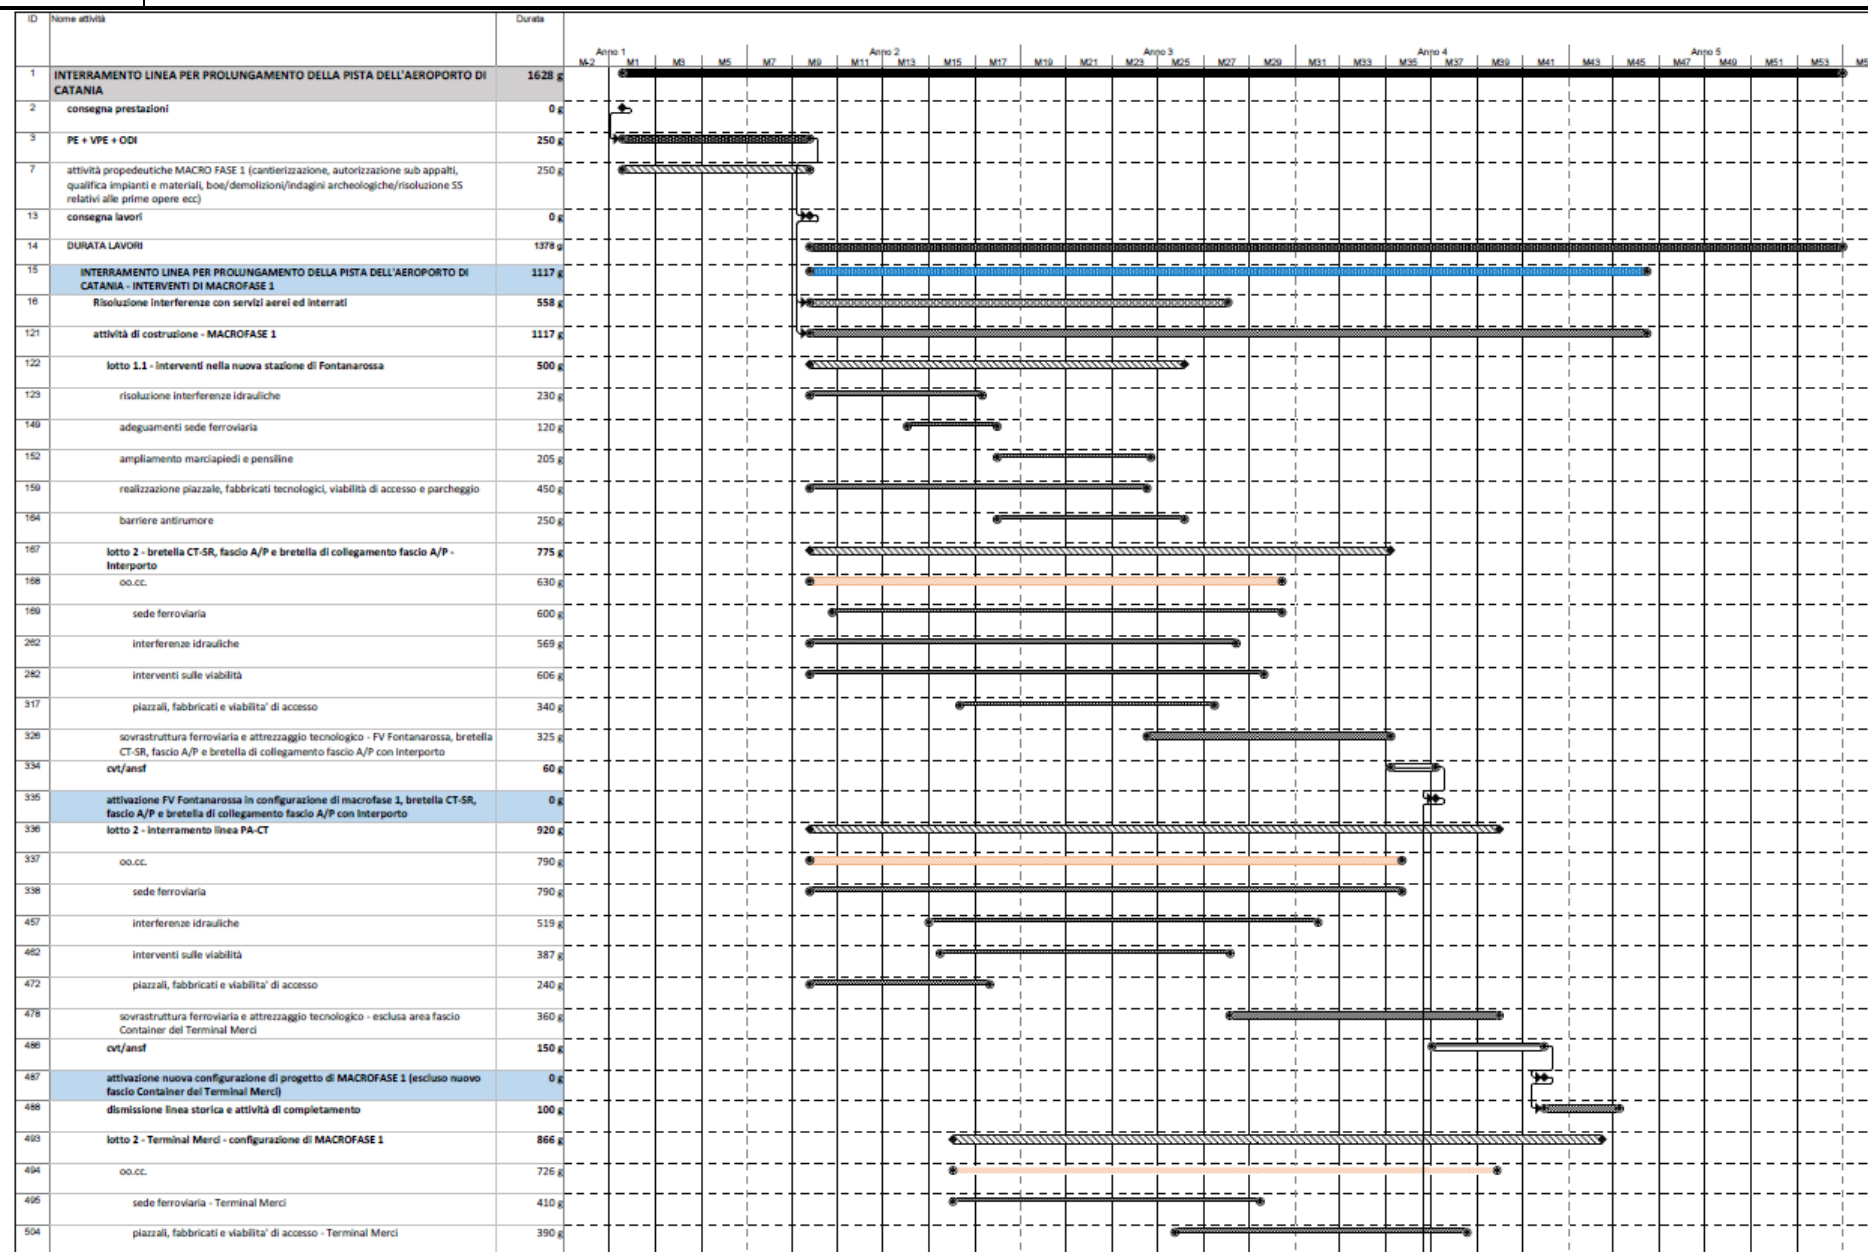 ID Nome attività Durata
Anno 1 Anno 2 Anno 3 Anno 4 Anno 5
M-2 M1 M3 M5 M7 M9 M11 M13 M15 M17 M19 M21 M23 M25 M27 M29 M31 M33 M35 M37 M39 M41 M43 M45 M47 M49 M51 M53
1 INTERRAMENTO LINEA PER PROLUNGAMENTO DELLA PISTA DELL'AEROPORTO DI 1628 g
CATANIA
2 consegna prestazioni 0 g
3 PE + VPE + ODI 250 g
7 attività propedeutiche MACRO FASE 1 (cantierizzazione, autorizzazione sub appalti, 250 g
qualifica impianti e materiali, boe/demolizioni/indagini archeologiche/risoluzione SS
relativi alle prime opere ecc)
13 consegna lavori 0 g
14 DURATA LAVORI 1378 g
15 INTERRAMENTO LINEA PER PROLUNGAMENTO DELLA PISTA DELL'AEROPORTO DI 1117 g
CATANIA - INTERVENTI DI MACROFASE 1
16 Risoluzione interferenze con servizi aerei ed interrati 558 g
121 attività di costruzione - MACROFASE 1 1117 g
122 lotto 1.1 - interventi nella nuova stazione di Fontanarossa 500 g
123 risoluzione interferenze idrauliche 230 g
149 adeguamenti sede ferroviaria 120 g
152 ampliamento marciapiedi e pensiline 205 g
159 realizzazione piazzale, fabbricati tecnologici, viabilità di accesso e parcheggio 450 g
164 barriere antirumore 250 g
167 lotto 2 - bretella CT-SR, fascio A/P e bretella di collegamento fascio A/P - 775 g
Interporto
168 oo.cc. 630 g
169 sede ferroviaria 600 g
262 interferenze idrauliche 569 g
282 interventi sulle viabilità 606 g
317 piazzali, fabbricati e viabilita' di accesso 340 g
326 sovrastruttura ferroviaria e attrezzaggio tecnologico - FV Fontanarossa, bretella 325 g
CT-SR, fascio A/P e bretella di collegamento fascio A/P con Interporto
334 cvt/ansf 60 g
335 attivazione FV Fontanarossa in configurazione di macrofase 1, bretella CT-SR, 0 g
fascio A/P e bretella di collegamento fascio A/P con Interporto
336 lotto 2 - interramento linea PA-CT 920 g
337 oo.cc. 790 g
338 sede ferroviaria 790 g
457 interferenze idrauliche 519 g
462 interventi sulle viabilità 387 g
472 piazzali, fabbricati e viabilita' di accesso 240 g
478 sovrastruttura ferroviaria e attrezzaggio tecnologico - esclusa area fascio 360 g
Container del Terminal Merci
486 cvt/ansf 150 g
487 attivazione nuova configurazione di progetto di MACROFASE 1 (escluso nuovo 0 g
fascio Container del Terminal Merci)
488 dismissione linea storica e attività di completamento 100 g
493 lotto 2 - Terminal Merci - configurazione di MACROFASE 1 866 g
494 oo.cc. 726 g
495 sede ferroviaria - Terminal Merci 410 g
504 piazzali, fabbricati e viabilita' di accesso - Terminal Merci 390 g